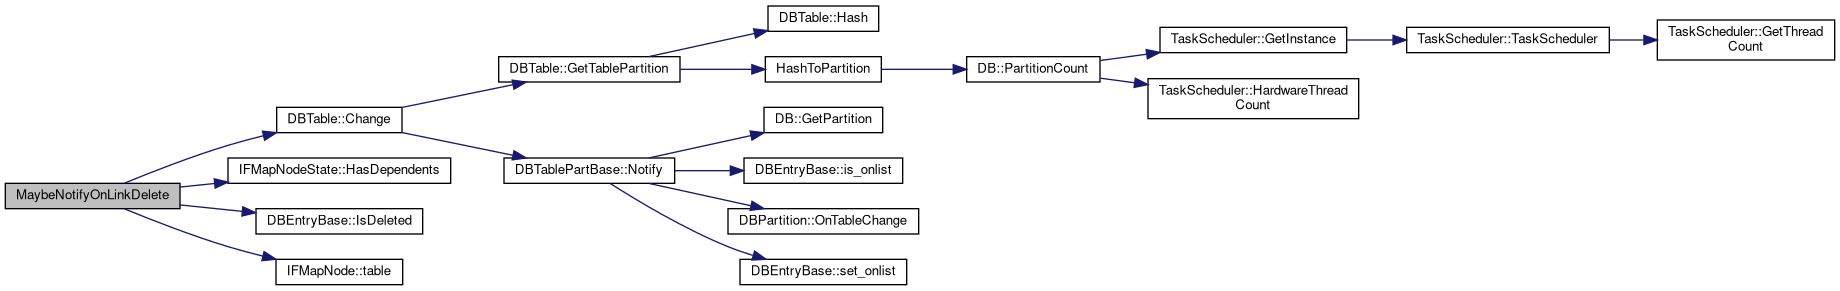 MaybeNotifyOnLinkDelete
DBTable::Change
IFMapNodeState::HasDependents
DBEntryBase::IsDeleted
IFMapNode::table
DBTable::GetTablePartition
DBTablePartBase::Notify
DBTable::Hash
HashToPartition
DB::GetPartition
DBEntryBase::is_onlist
DBPartition::OnTableChange
DBEntryBase::set_onlist
DB::PartitionCount
TaskScheduler::GetInstance
TaskScheduler::HardwareThread
Count
TaskScheduler::TaskScheduler
TaskScheduler::GetThread
Count